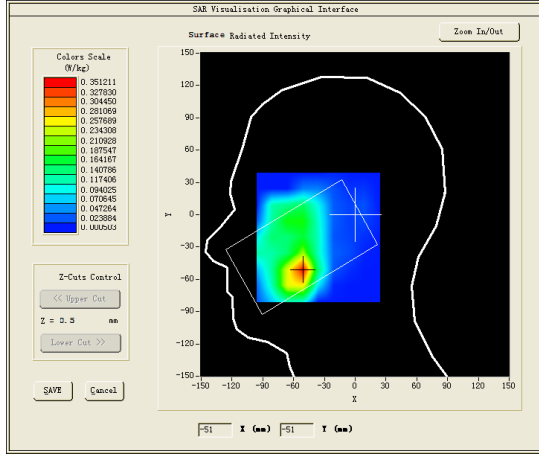 SAR Visualisation Graphical Interface
Surface Radiated Intensity
Zoom In/Out
Colors Scale
(W/kg)
0.351211
0.327830
0.304450
0.281069
0.257689
0.234308
0.210928
0.187547
0.164167
0.140786
0.117406
0.094025
0.070645
0.047264
0.023884
0.000503
150
120
90
60
30
0
-30
-60
-90
-120
-150
Y
-150 -120 -90 -60 -30 0 30 60 90 120 150
X
Z-Cuts Control
<< Upper Cut
Z = 3.5 mm
Lower Cut >>
SAVE Cancel
-51 X (mm) -51 Y (mm)